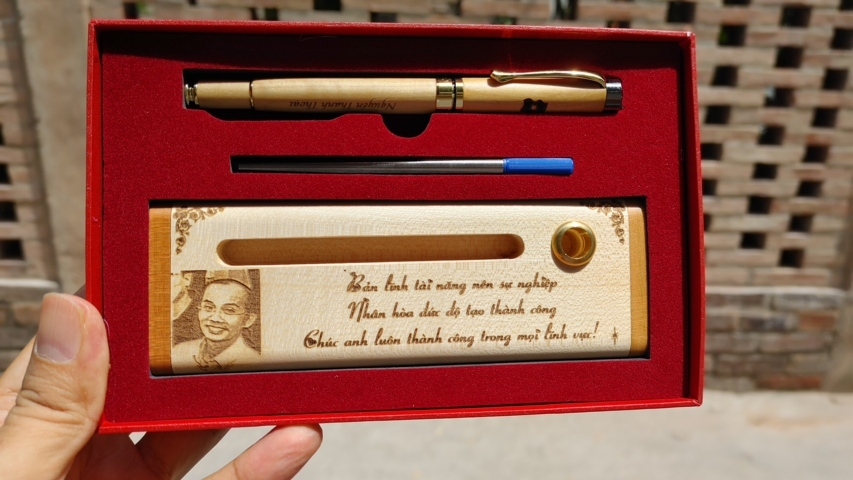 Nguyễn Thanh Thoại
Bản lĩnh tài năng nên sự nghiệp
Nhân hòa đức độ tạo thành công
Chúc anh luôn thành công trong mọi lĩnh vực!